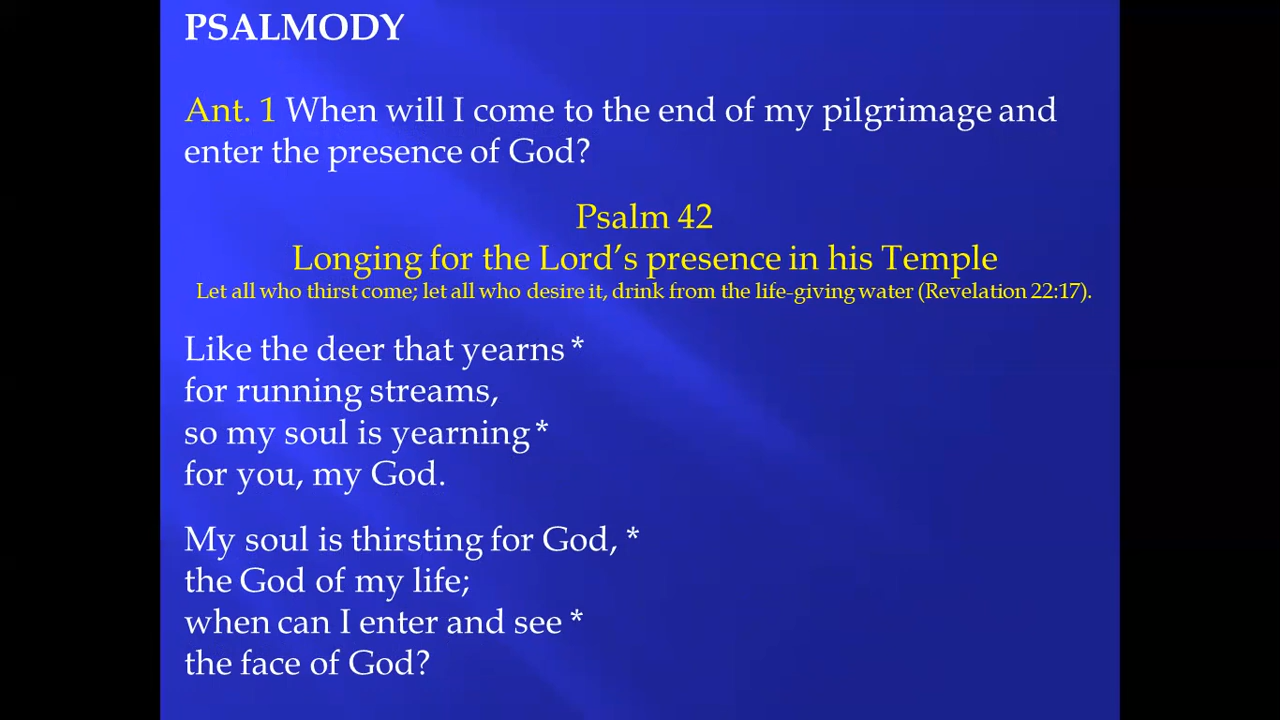 PSALMODY
Ant. 1 When will I come to the end of my pilgrimage and
enter the presence of God?
Psalm 42
Longing for the Lord’s presence in his Temple
Let all who thirst come; let all who desire it, drink from the life-giving water (Revelation 22:17).
Like the deer that yearns *
for running streams,
so my soul is yearning *
for you, my God.
My soul is thirsting for God, *
the God of my life;
when can I enter and see *
the face of God?